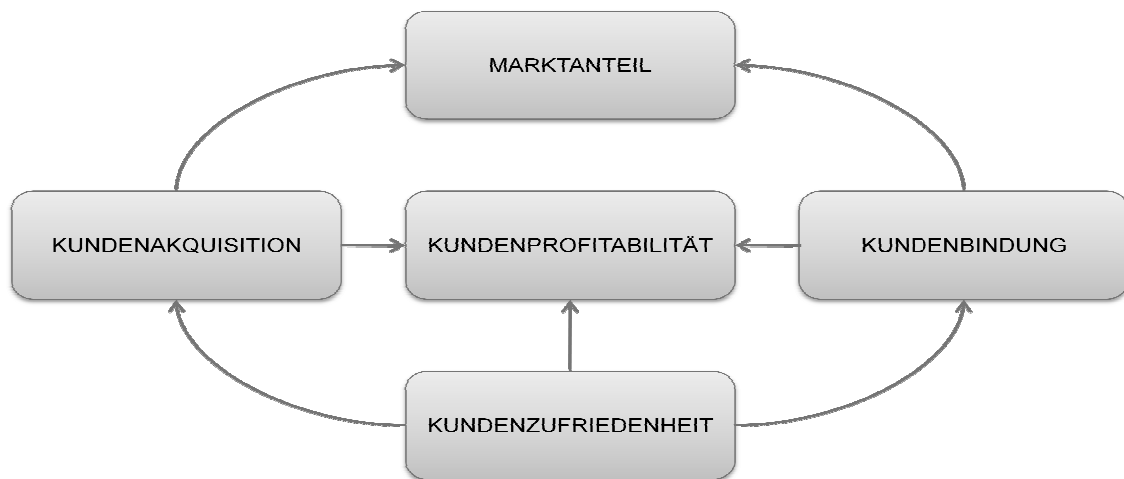 MARKTANTEIL
KUNDENAKQUISITION
KUNDENPROFITABILITÄT
KUNDENBINDUNG
KUNDENZUFRIEDENHEIT